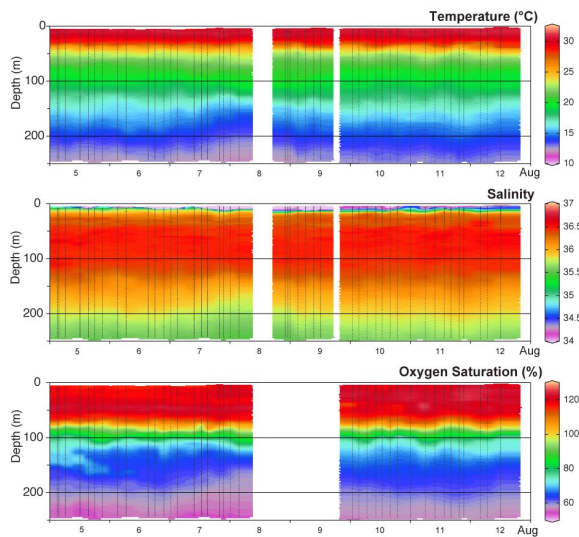 Temperature (°C)
0
100
200
Depth (m)
30
25
20
15
10
5 6 7 8 9 10 11 12 Aug
Salinity
0
100
200
Depth (m)
37
36.5
36
35.5
35
34.5
34
5 6 7 8 9 10 11 12 Aug
Oxygen Saturation (%)
0
100
200
Depth (m)
120
100
80
60
5 6 7 8 9 10 11 12 Aug